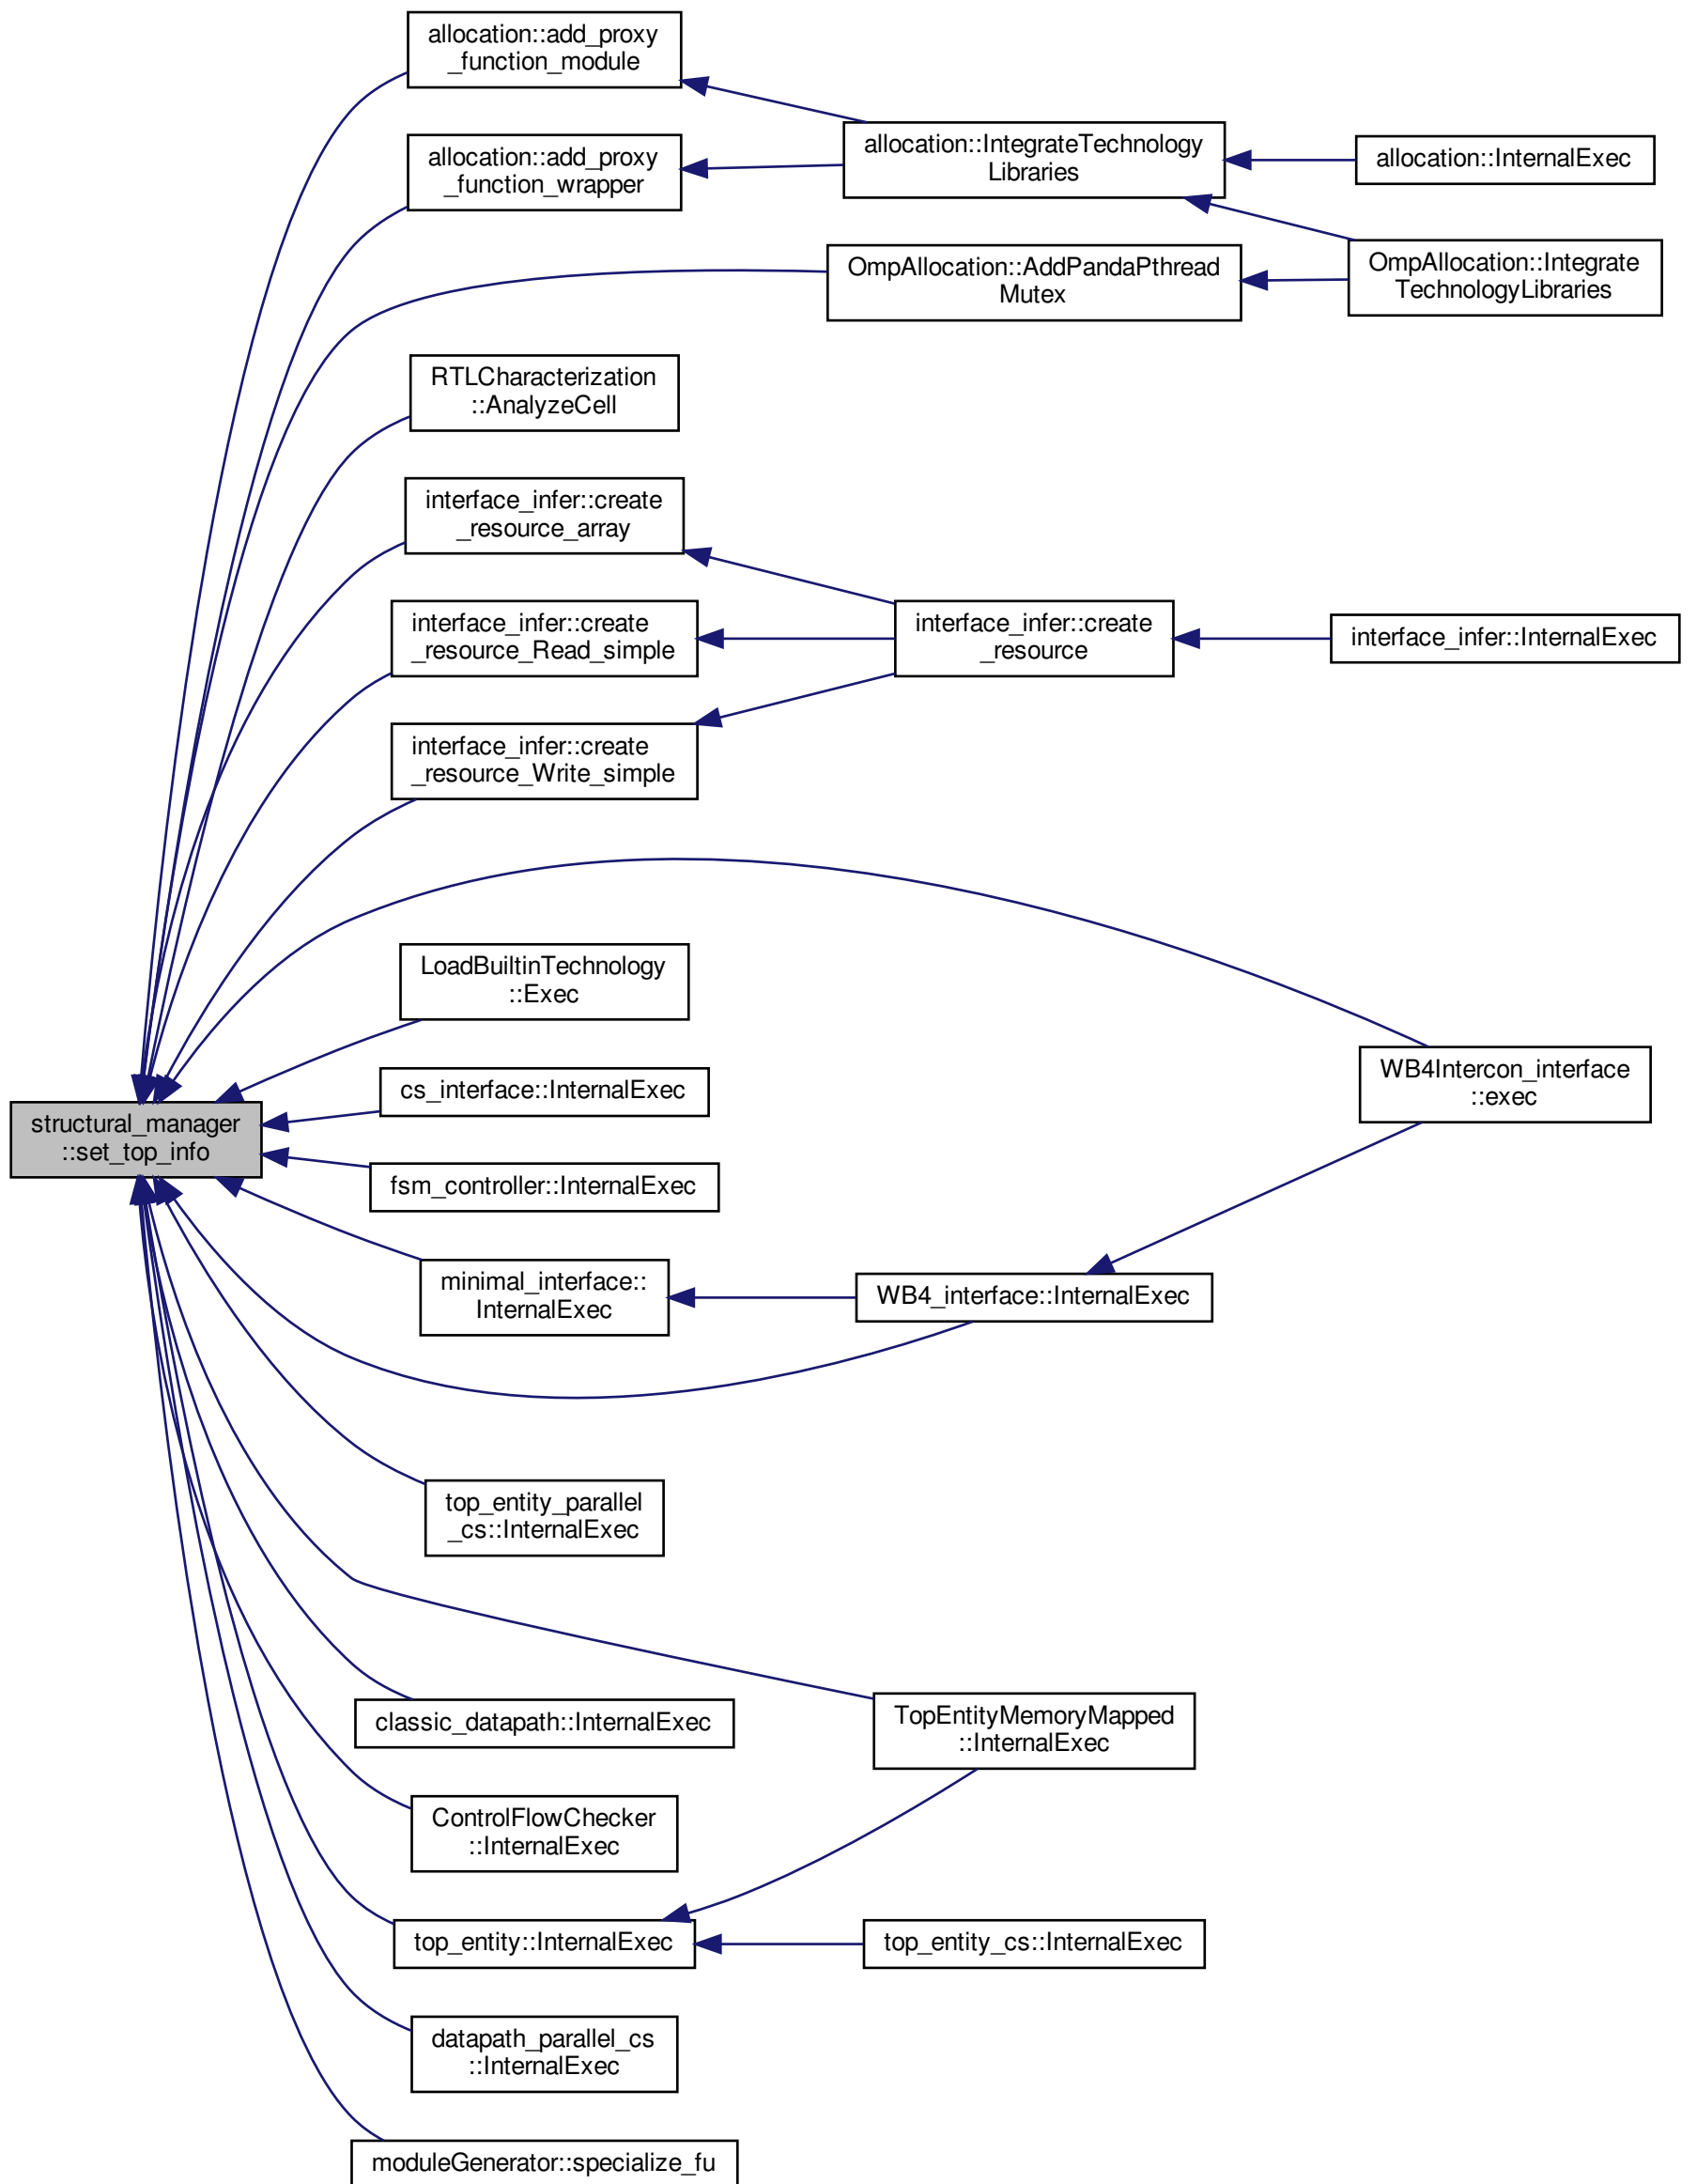 allocation::add_proxy
_function_module
allocation::add_proxy
_function_wrapper
allocation::IntegrateTechnology
Libraries
allocation::InternalExec
OmpAllocation::AddPandaPthread
Mutex
OmpAllocation::Integrate
TechnologyLibraries
RTLCharacterization
::AnalyzeCell
interface_infer::create
_resource_array
interface_infer::create
_resource_Read_simple
interface_infer::create
_resource
interface_infer::InternalExec
interface_infer::create
_resource_Write_simple
LoadBuiltinTechnology
::Exec
WB4Intercon_interface
::exec
cs_interface::InternalExec
structural_manager
::set_top_info
fsm_controller::InternalExec
minimal_interface::
InternalExec
WB4_interface::InternalExec
top_entity_parallel
_cs::InternalExec
classic_datapath::InternalExec
TopEntityMemoryMapped
::InternalExec
ControlFlowChecker
::InternalExec
top_entity::InternalExec
top_entity_cs::InternalExec
datapath_parallel_cs
::InternalExec
moduleGenerator::specialize_fu